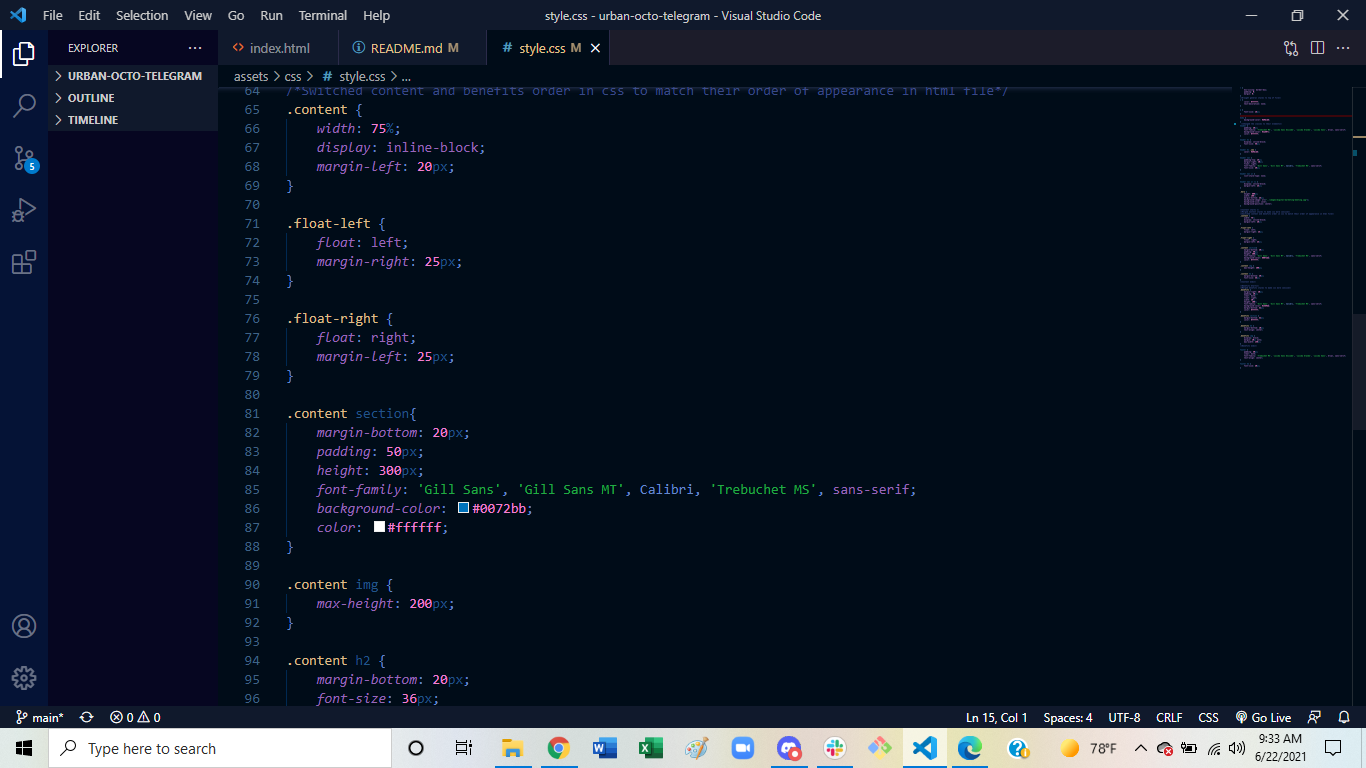 File Edit Selection View Go Run Terminal Help style.css - urban-octo-telegram - Visual Studio Code
EXPLORER ... index.html README.md M # style.css M
URBAN-OCTO-TELEGRAM
OUTLINE
TIMELINE
5
assets > css > # style.css > ...
64 /*Switched content and benefits order in css to match their order of appearance in html file*/
65 .content {
66 width: 75%;
67 display: inline-block;
68 margin-left: 20px;
69 }
70
71 .float-left {
72 float: left;
73 margin-right: 25px;
74 }
75
76 .float-right {
77 float: right;
78 margin-left: 25px;
79 }
80
81 .content section{
82 margin-bottom: 20px;
83 padding: 50px;
84 height: 300px;
85 font-family: 'Gill Sans', 'Gill Sans MT', Calibri, 'Trebuchet MS', sans-serif;
86 background-color: #0072bb;
87 color: #ffffff;
88 }
89
90 .content img {
91 max-height: 200px;
92 }
93
94 .content h2 {
95 margin-bottom: 20px;
96 font-size: 36px;
main* 0 0 Ln 15, Col 1 Spaces: 4 UTF-8 CRLF CSS Go Live
Type here to search 78°F 9:33 AM
6/22/2021